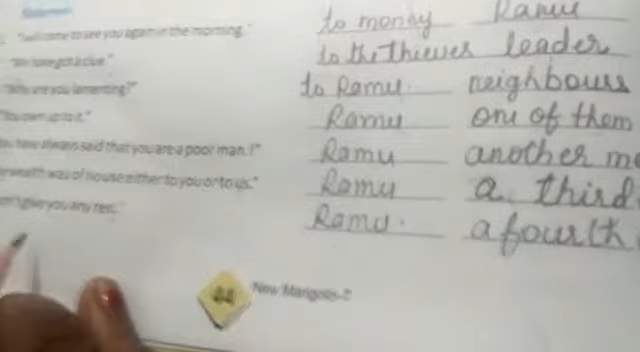 "I will come to see you again in the morning." to money Ramu
"We have got a clue." to the thieves leader
"Why are you lamenting?" to Ramu. neighbours
"You own up to it." Ramu one of them
have always said that you are a poor man.!" Ramu another
wealth was of no use either to you or to us." Ramu a third
give you any rest." Ramu. a fourth
44 New Marigold-7